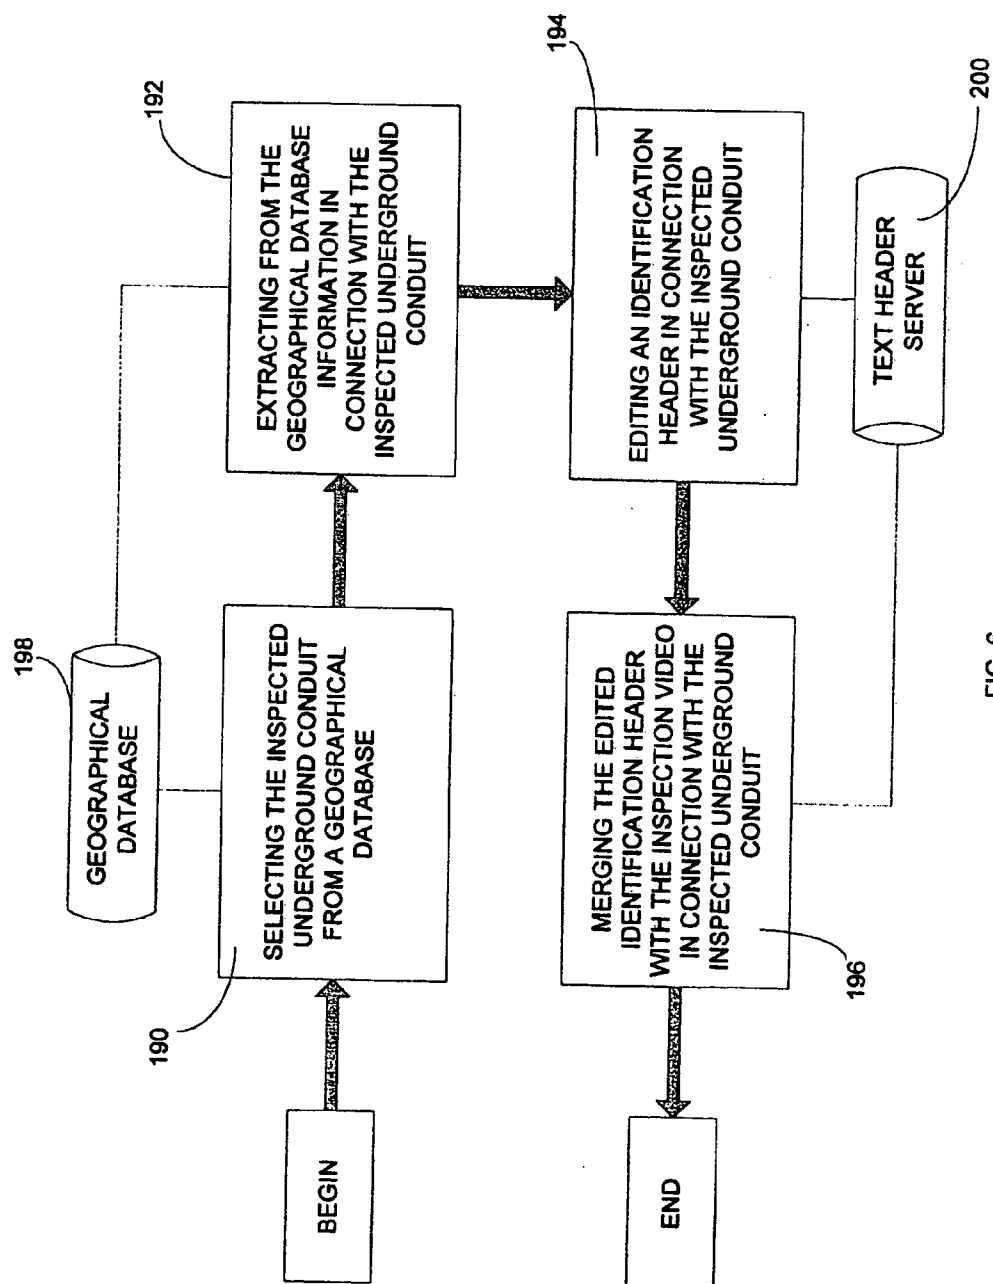 198
GEOGRAPHICAL
DATABASE
192
190
BEGIN
SELECTING THE INSPECTED
UNDERGROUND CONDUIT
FROM A GEOGRAPHICAL
DATABASE
EXTRACTING FROM THE
GEOGRAPHICAL DATABASE
INFORMATION IN
CONNECTION WITH THE
INSPECTED UNDERGROUND
CONDUIT
194
END
MERGING THE EDITED
IDENTIFICATION HEADER
WITH THE INSPECTION VIDEO
IN CONNECTION WITH THE
INSPECTED UNDERGROUND
CONDUIT
EDITING AN IDENTIFICATION
HEADER IN CONNECTION
WITH THE INSPECTED
UNDERGROUND CONDUIT
196
TEXT HEADER
SERVER
200
FIG.